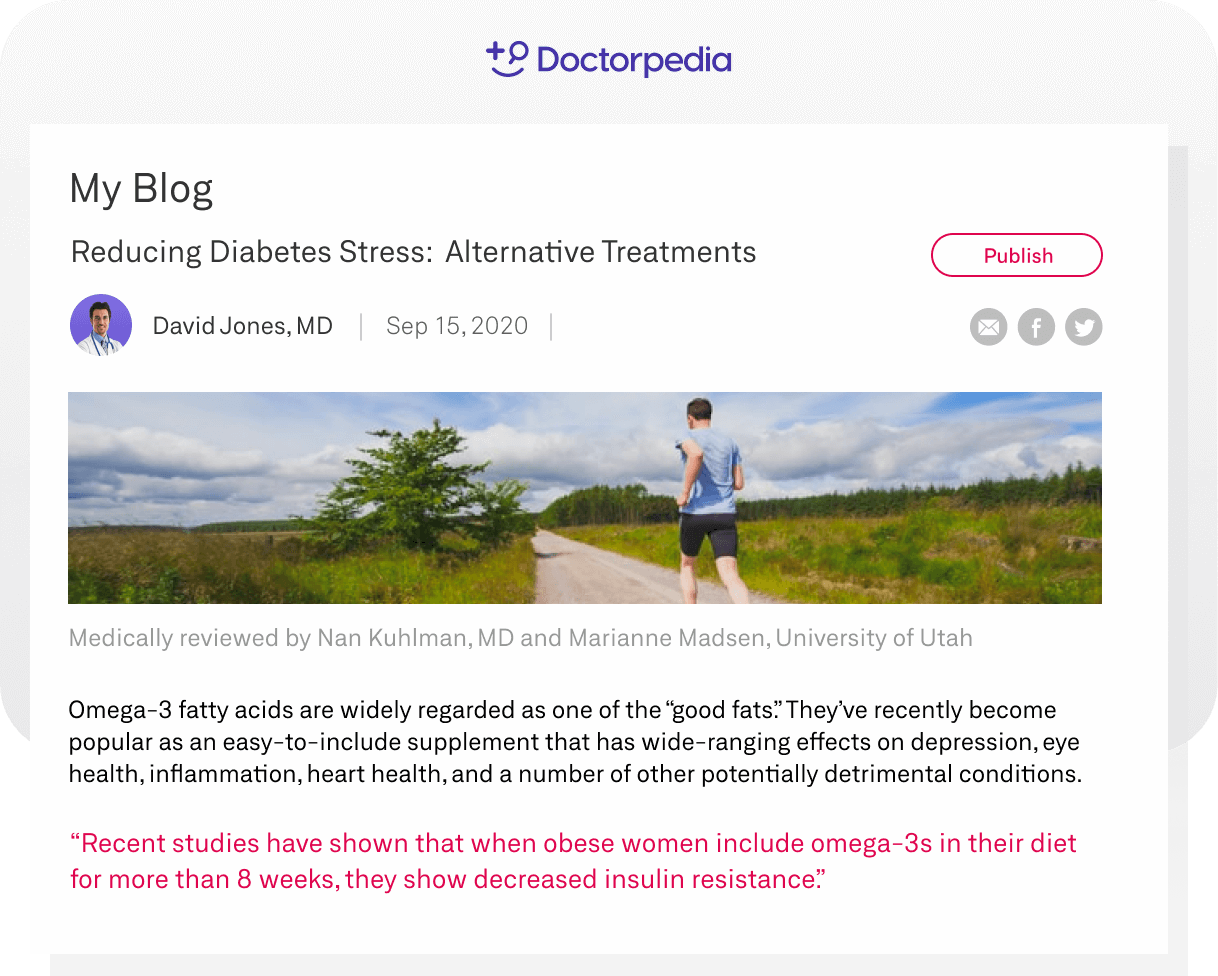 Doctorpedia
My Blog
Reducing Diabetes Stress: Alternative Treatments
Publish
David Jones, MD | Sep 15, 2020 |
Medically reviewed by Nan Kuhlman, MD and Marianne Madsen, University of Utah
Omega-3 fatty acids are widely regarded as one of the “good fats.” They’ve recently become
popular as an easy-to-include supplement that has wide-ranging effects on depression, eye
health, inflammation, heart health, and a number of other potentially detrimental conditions.
“Recent studies have shown that when obese women include omega-3s in their diet
for more than 8 weeks, they show decreased insulin resistance.”